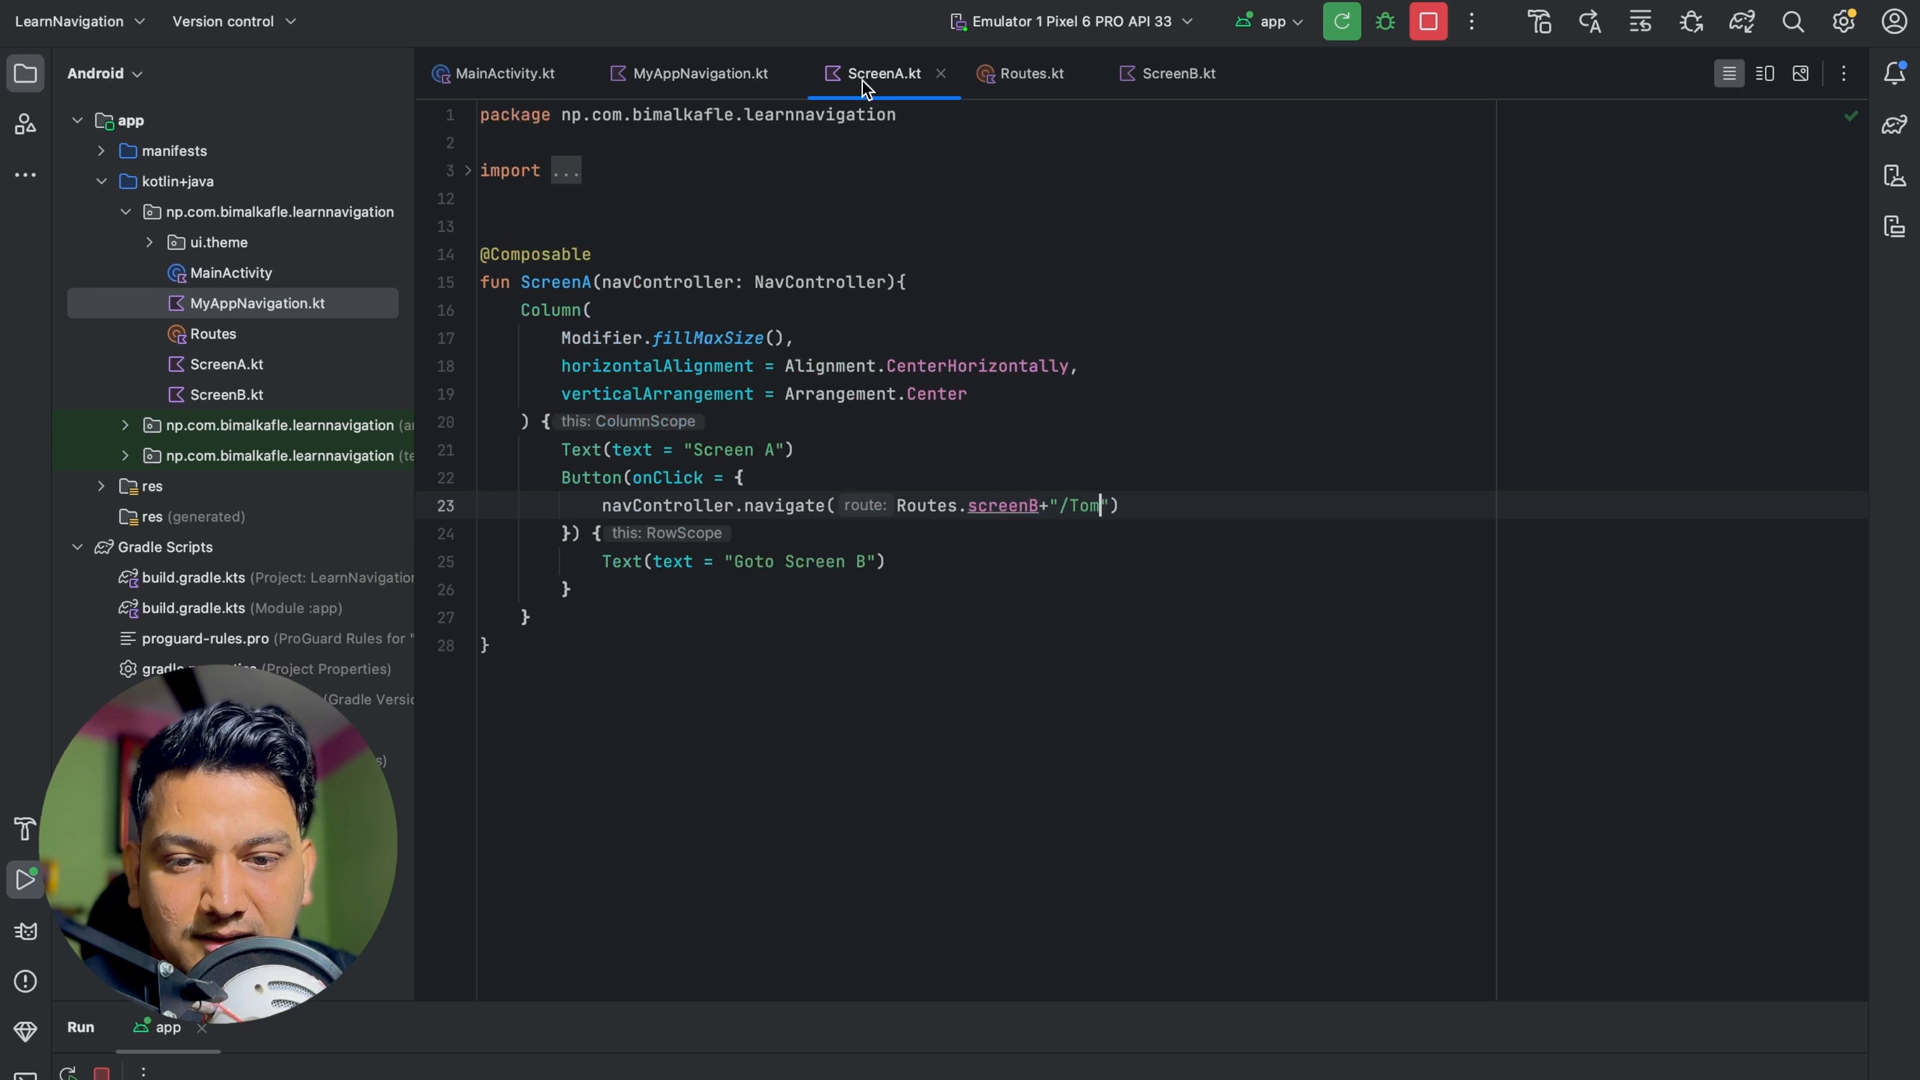 LearnNavigation Version control Emulator 1 Pixel 6 PRO API 33 app
Android MainActivity.kt MyAppNavigation.kt ScreenA.kt Routes.kt ScreenB.kt
app
manifests
kotlin+java
np.com.bimalkafle.learnnavigation
ui.theme
MainActivity
MyAppNavigation.kt
Routes
ScreenA.kt
ScreenB.kt
np.com.bimalkafle.learnnavigation (a
np.com.bimalkafle.learnnavigation (te
res
res (generated)
Gradle Scripts
build.gradle.kts (Project: LearnNavigation
build.gradle.kts (Module :app)
proguard-rules.pro (ProGuard Rules for "
(Project Properties)
(Gradle Versio
s)
1 package np.com.bimalkafle.learnnavigation
2
3 import ...
12
13
14 @Composable
15 fun ScreenA(navController: NavController){
16 Column(
17 Modifier.fillMaxSize(),
18 horizontalAlignment = Alignment.CenterHorizontally,
19 verticalArrangement = Arrangement.Center
20 ) { this: ColumnScope
21 Text(text = "Screen A")
22 Button(onClick = {
23 navController.navigate( route: Routes.screenB+"/Tom")
24 }) { this: RowScope
25 Text(text = "Goto Screen B")
26 }
27 }
28 }
Run app